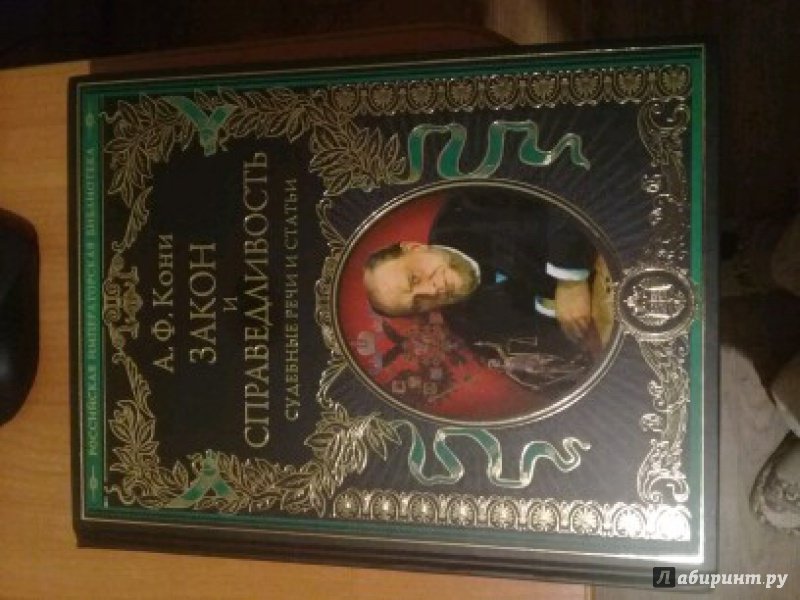 РОССИЙСКАЯ ИМПЕРАТОРСКАЯ БИБЛИОТЕКА
А.Ф.Кони
ЗАКОН
И
СПРАВЕДЛИВОСТЬ
СУДЕБНЫЕ РЕЧИ И СТАТЬИ
Лабиринт.ру